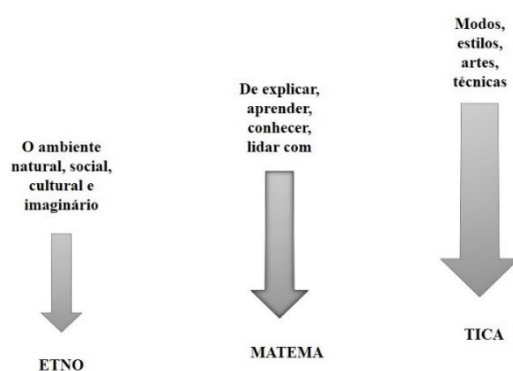 O ambiente
natural, social,
cultural e
imaginário
ETNO
De explicar,
aprender,
conhecer,
lidar com
MATEMA
Modos,
estilos,
artes,
técnicas
TICA